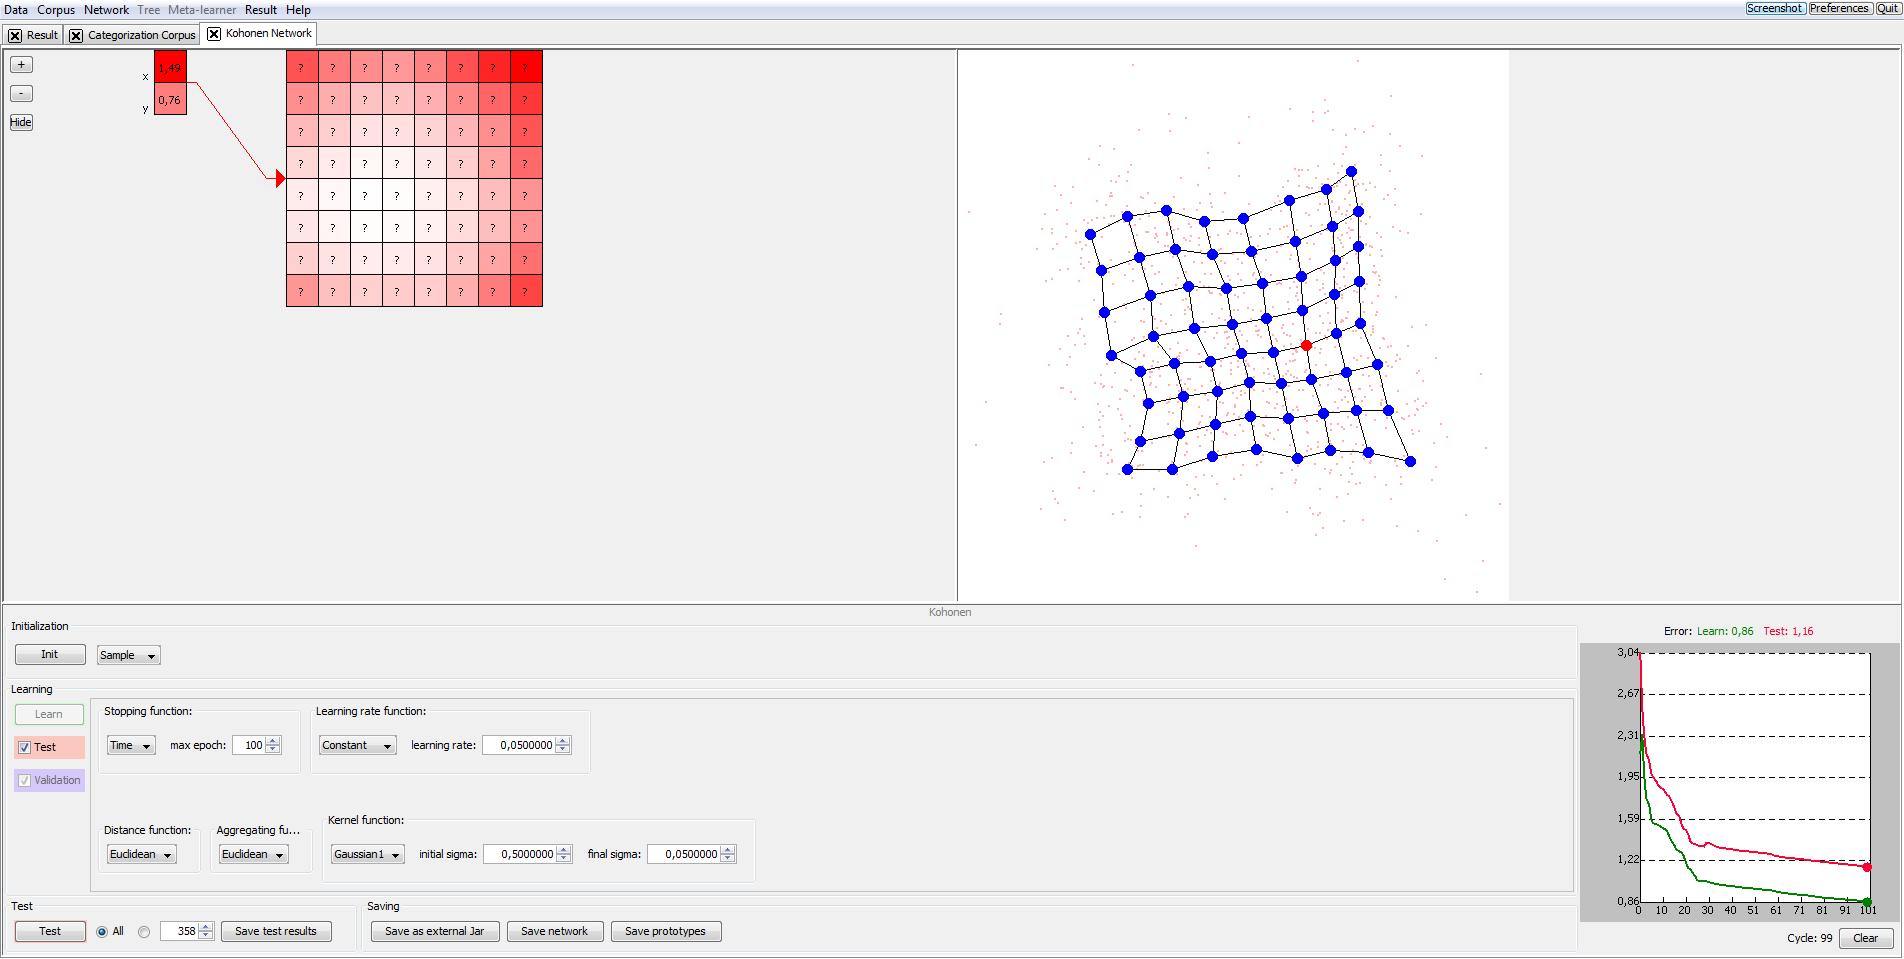 Data Corpus Network Tree Meta-learner Result Help Screenshot Preferences Quit
Result Categorization Corpus Kohonen Network
+
-
Hide
x 1,49
y 0,76
? ? ? ? ? ? ? ?
? ? ? ? ? ? ? ?
? ? ? ? ? ? ? ?
? ? ? ? ? ? ? ?
? ? ? ? ? ? ? ?
? ? ? ? ? ? ? ?
? ? ? ? ? ? ? ?
? ? ? ? ? ? ? ?
Kohonen
Initialization
Init Sample
Learning
Learn
Test
Validation
Stopping function:
Time max epoch: 100
Learning rate function:
Constant learning rate: 0,0500000
Distance function:
Euclidean
Aggregating fu...
Euclidean
Kernel function:
Gaussian1 initial sigma: 0,5000000 final sigma: 0,0500000
Test
Test All 358 Save test results
Saving
Save as external Jar Save network Save prototypes
Error: Learn: 0,86 Test: 1,16
3,04
2,67
2,31
1,95
1,59
1,22
0,86
0 10 20 30 40 51 61 71 81 91 101
Cycle: 99 Clear